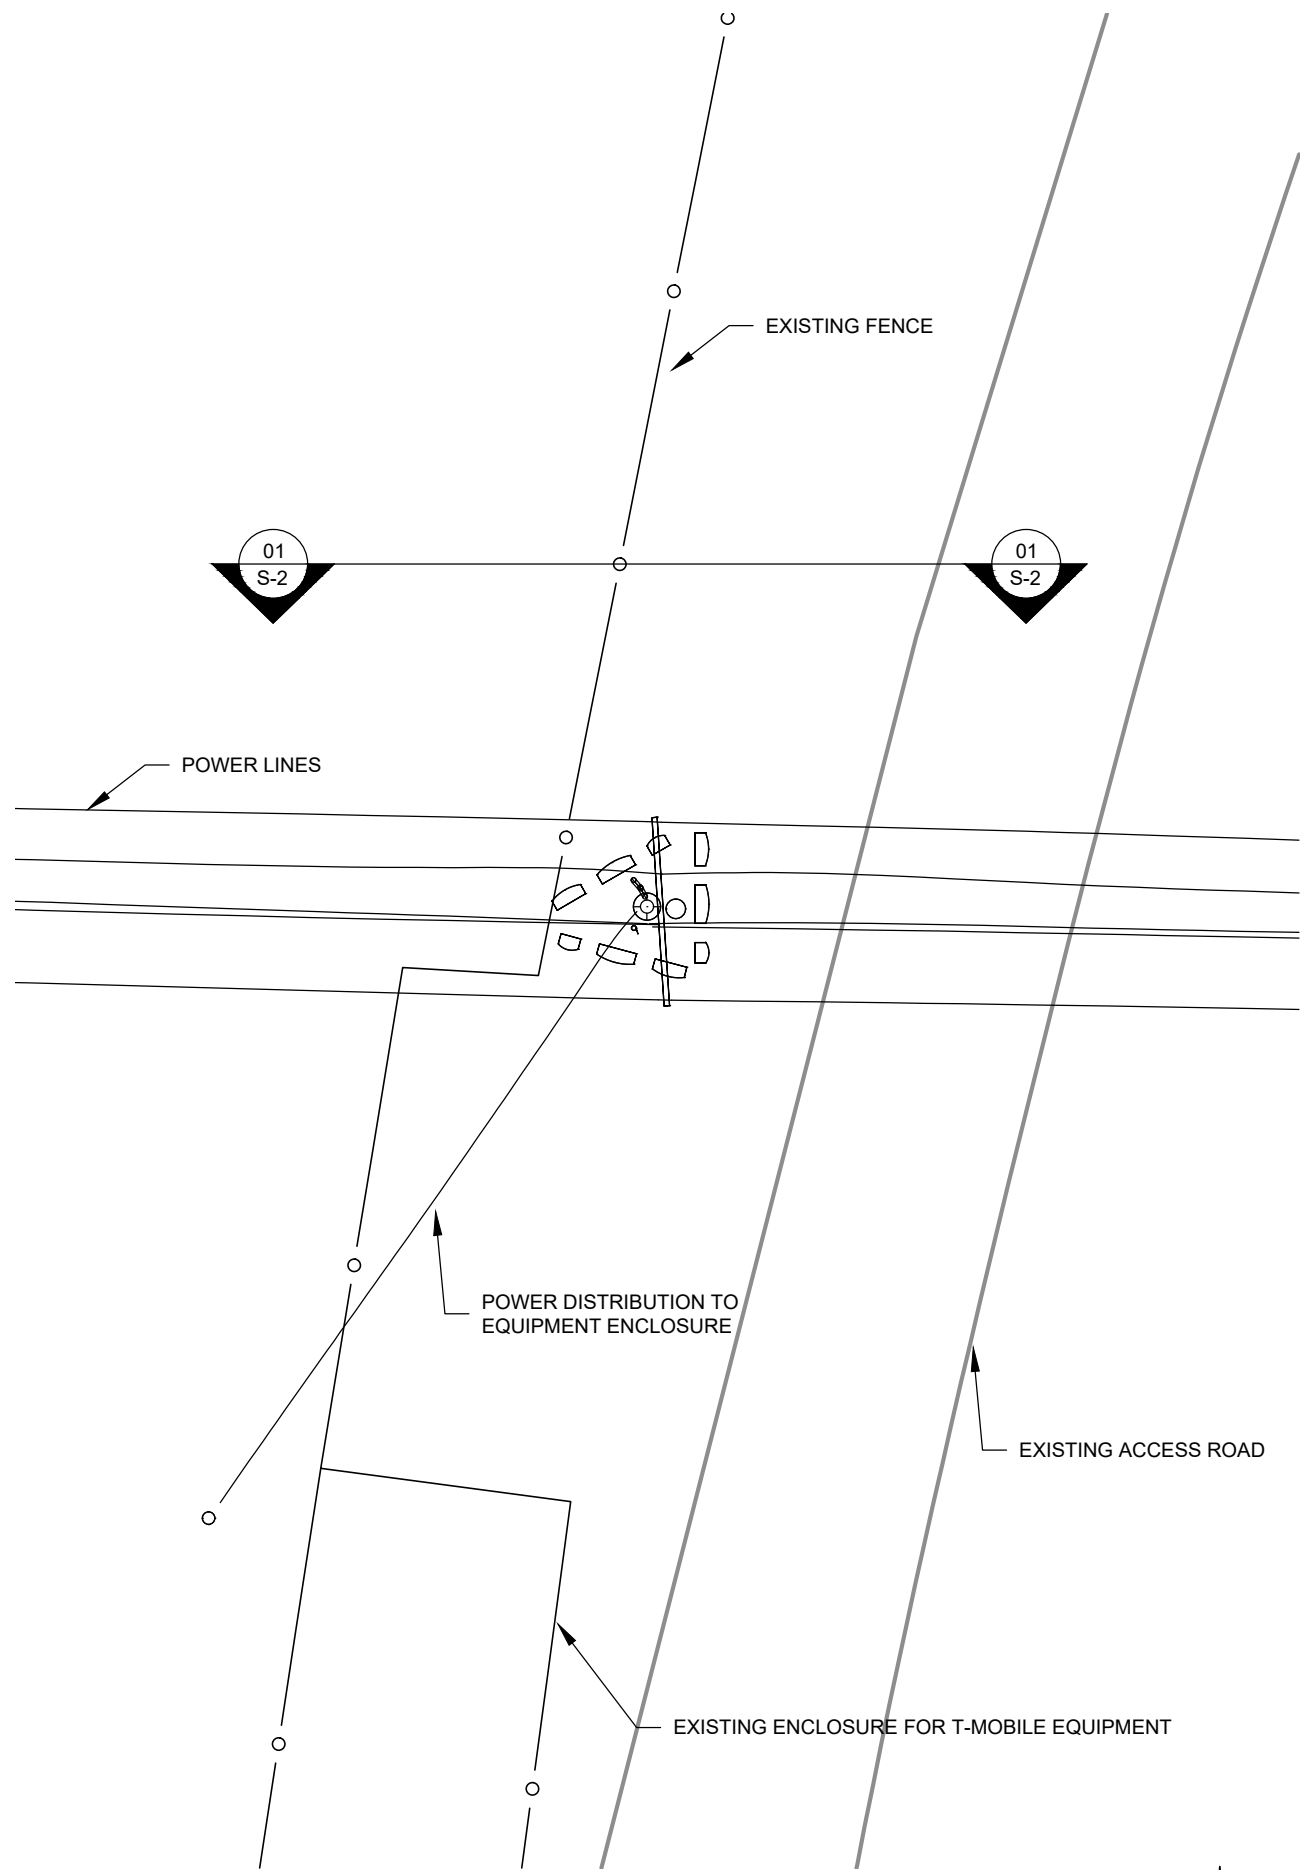 EXISTING FENCE
01
S-2
01
S-2
POWER LINES
POWER DISTRIBUTION TO
EQUIPMENT ENCLOSURE
EXISTING ACCESS ROAD
EXISTING ENCLOSURE FOR T-MOBILE EQUIPMENT